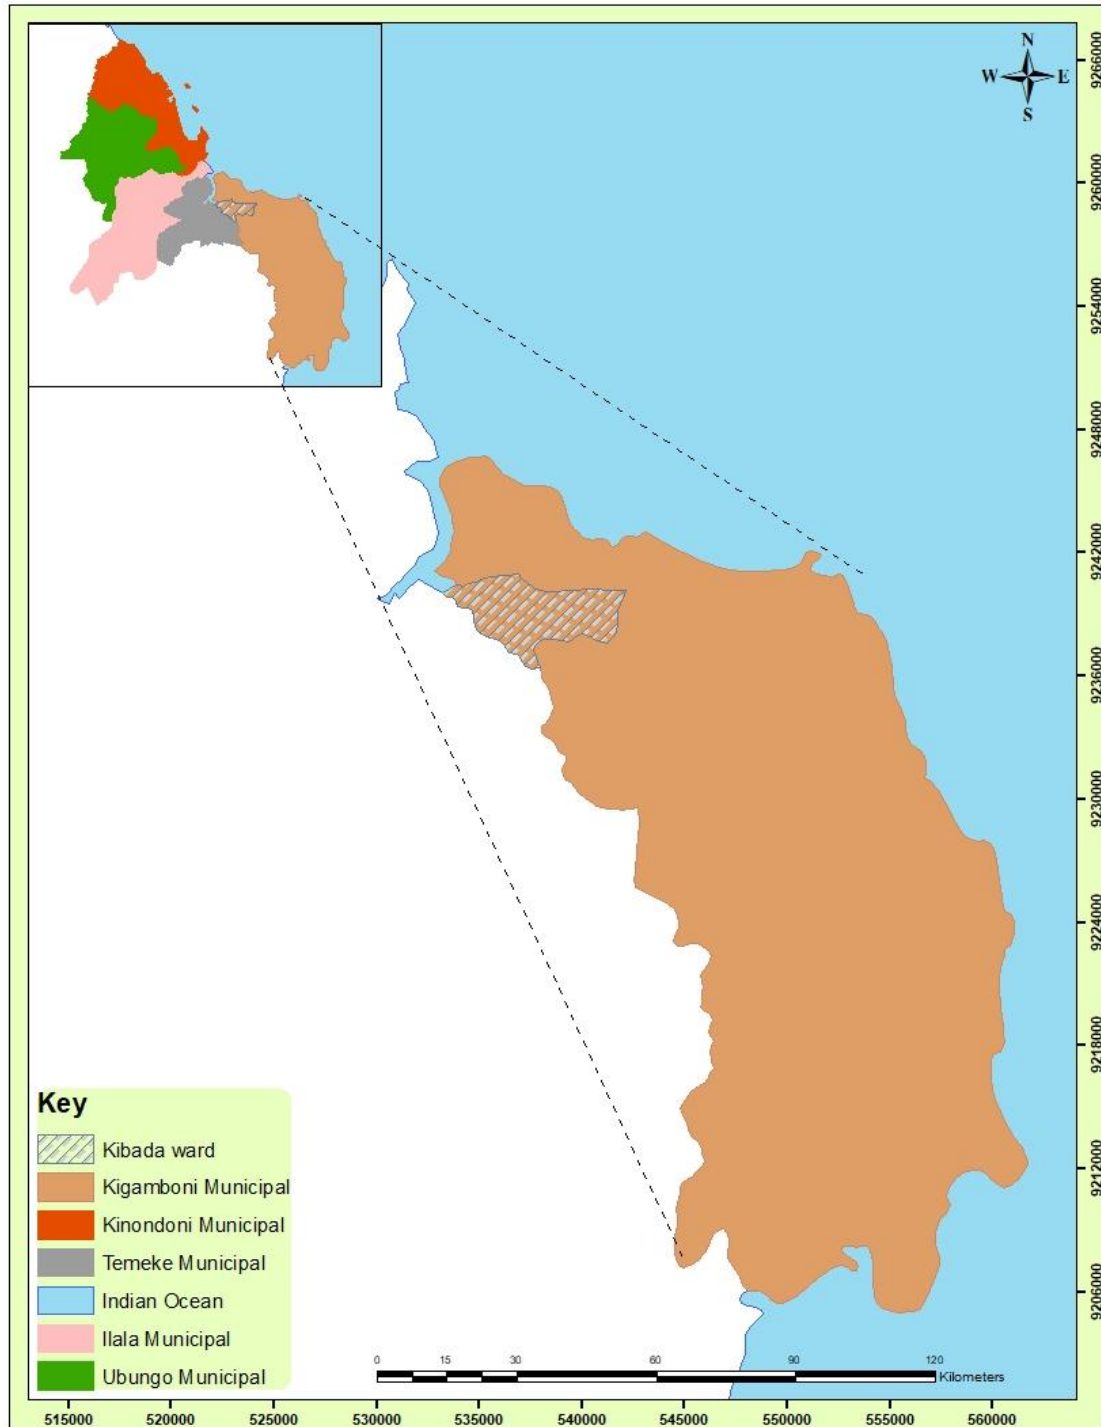 N
W E
S
9266000
9260000
9254000
9248000
9242000
9236000
9230000
9224000
9218000
9212000
9206000
Key
Kibada ward
Kigamboni Municipal
Kinondoni Municipal
Temeke Municipal
Indian Ocean
Ilala Municipal
Ubungo Municipal
0 15 30 60 90 120
Kilometers
515000 520000 525000 530000 535000 540000 545000 550000 555000 560000